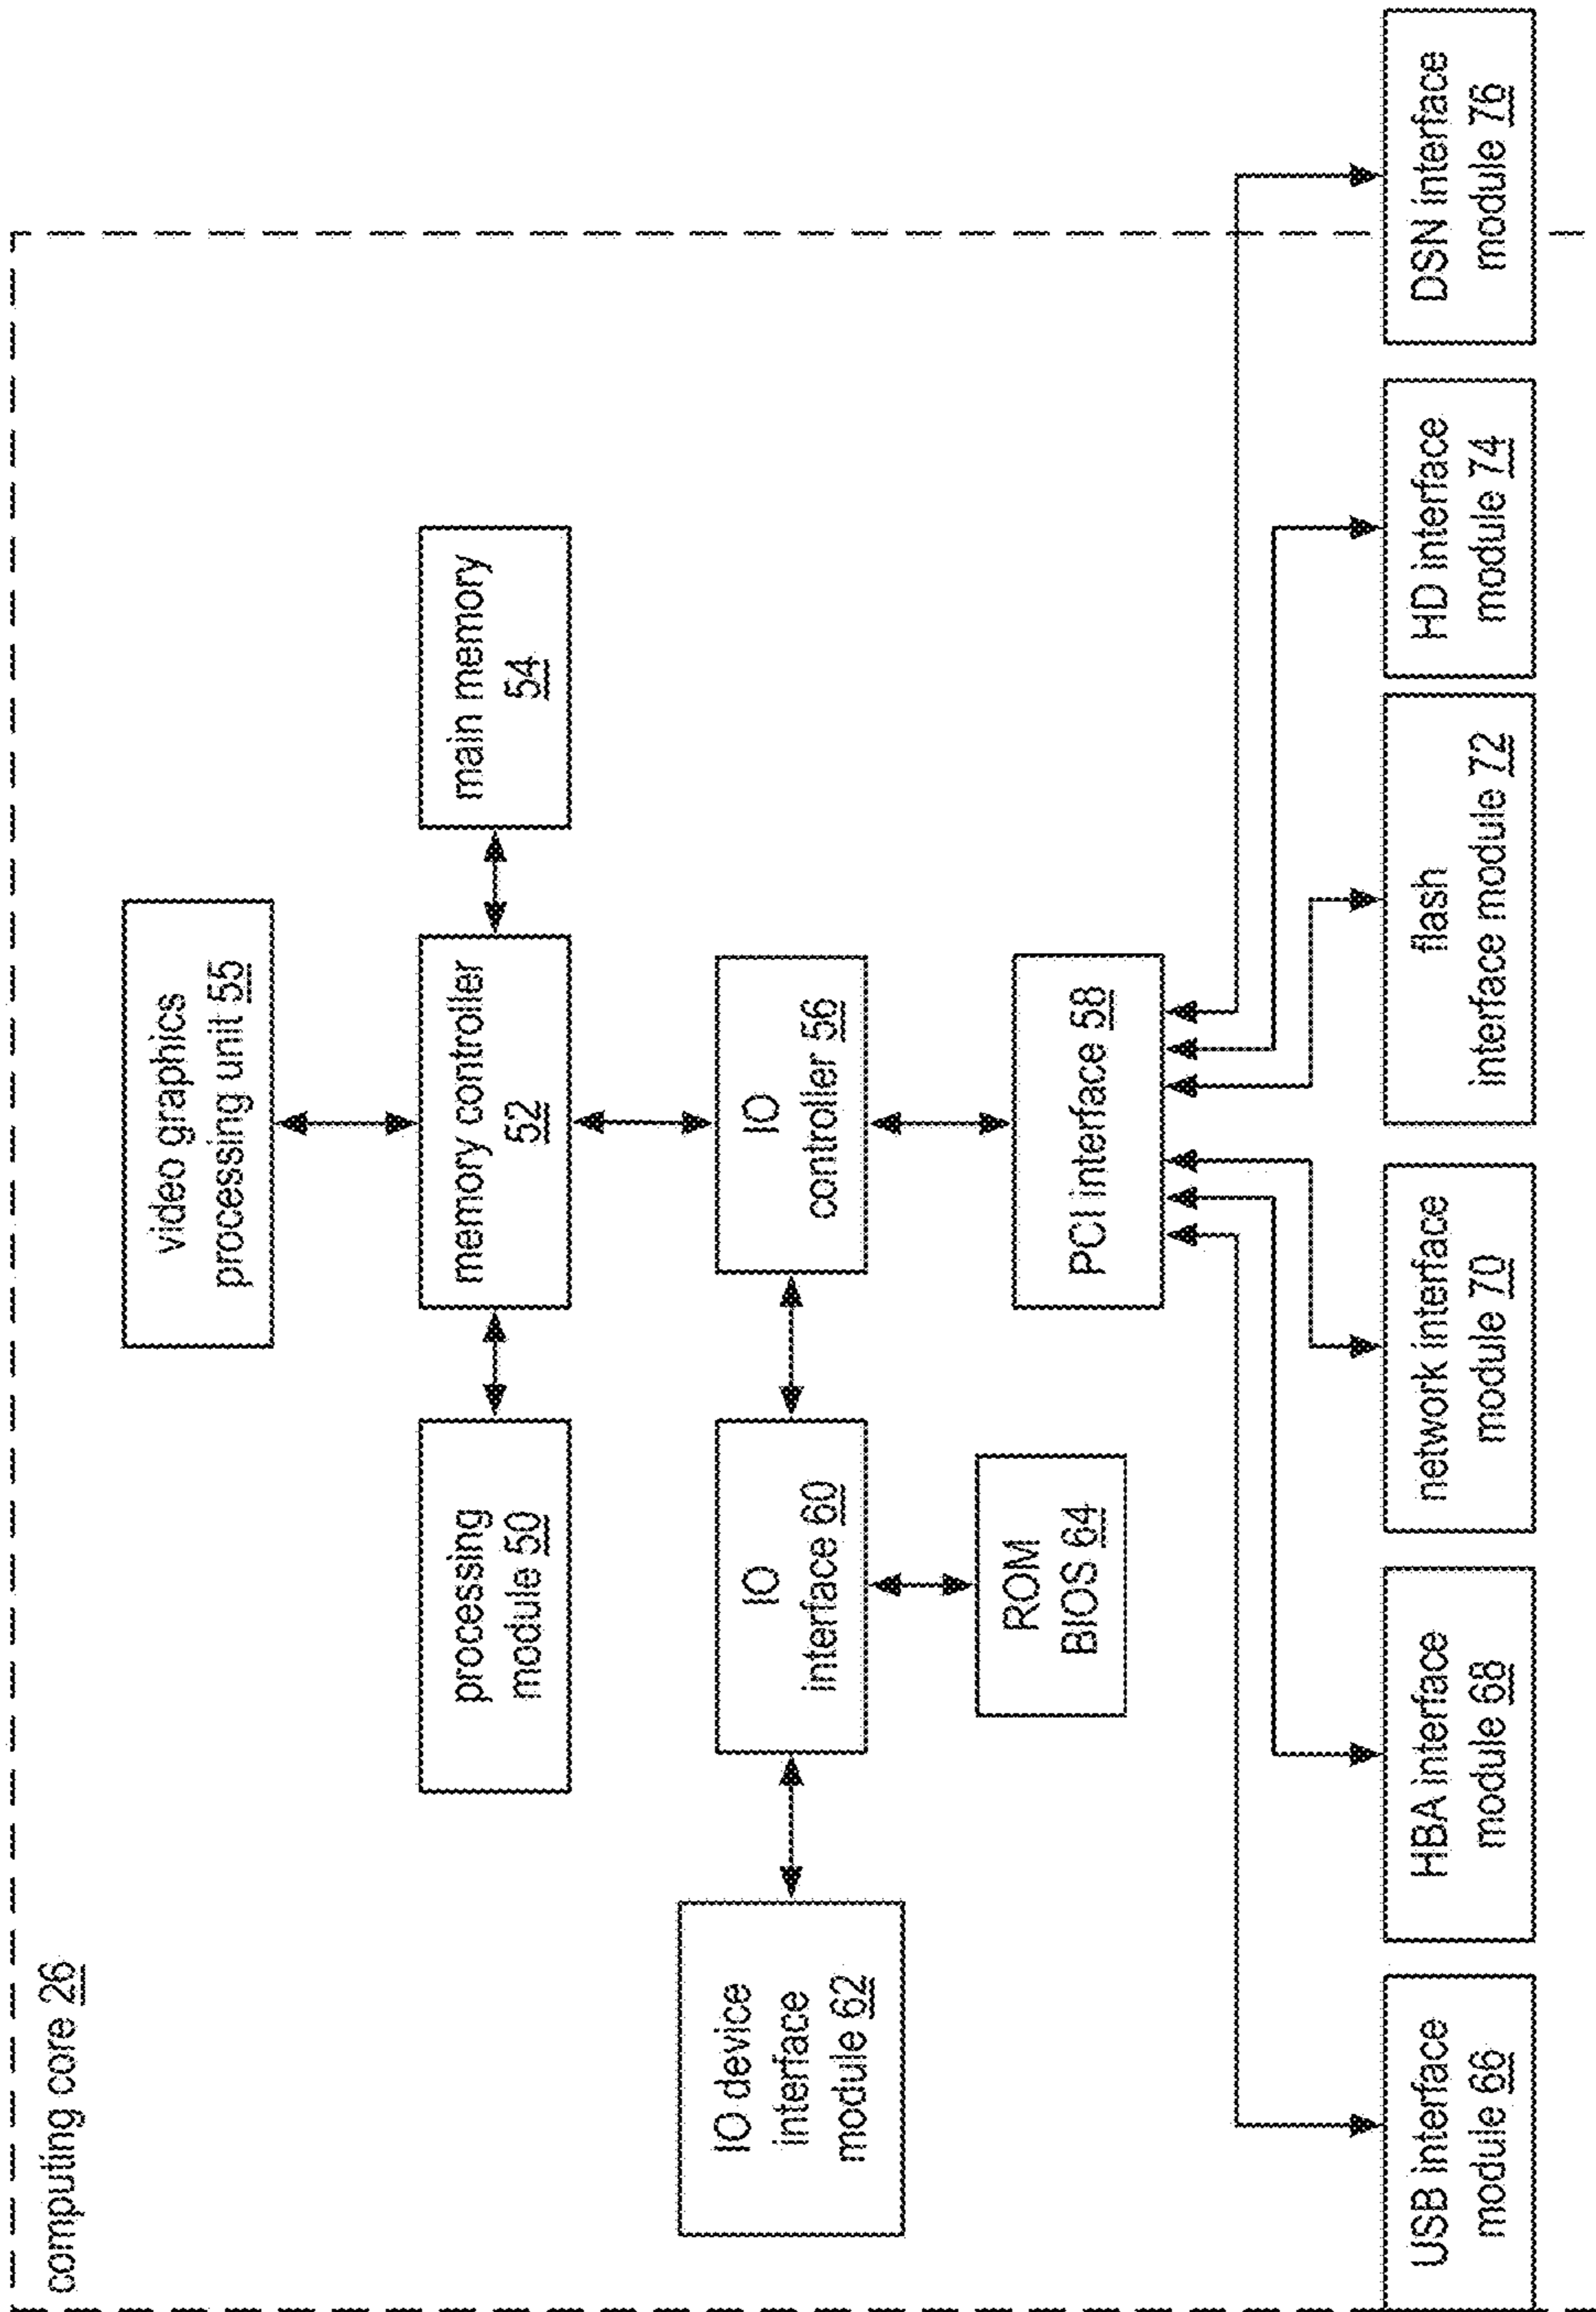 computing core 26
video graphics
processing unit 55
processing
module 50
memory controller
52
main memory
54
IO device
interface
module 62
IO
interface 60
IO
controller 56
ROM
BIOS 64
PCI interface 58
USB interface
module 66
HBA interface
module 68
network interface
module 70
flash
interface module 72
HD interface
module 74
DSN interface
module 76